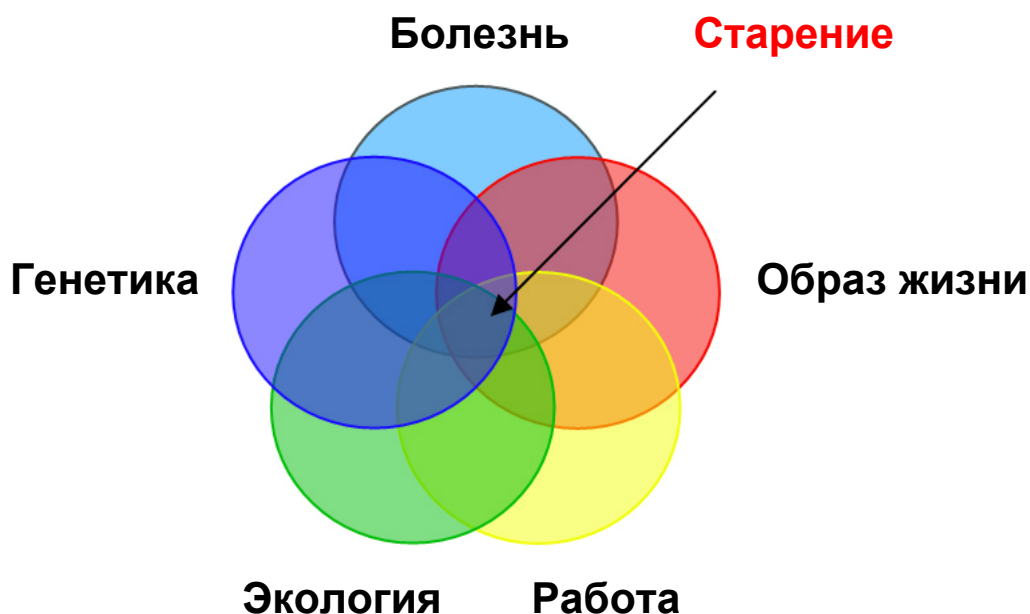 Болезнь
Старение
Генетика
Образ жизни
Экология
Работа